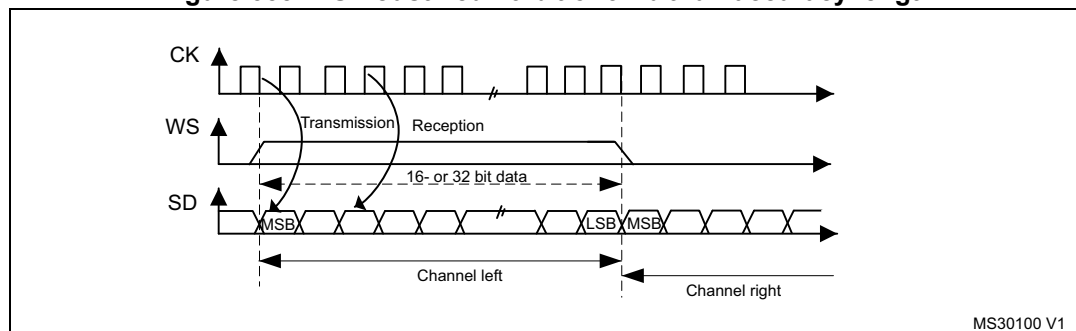 CK
WS
Transmission
Reception
16- or 32 bit data
SD
MSB
LSB
MSB
Channel left
Channel right
MS30100 V1